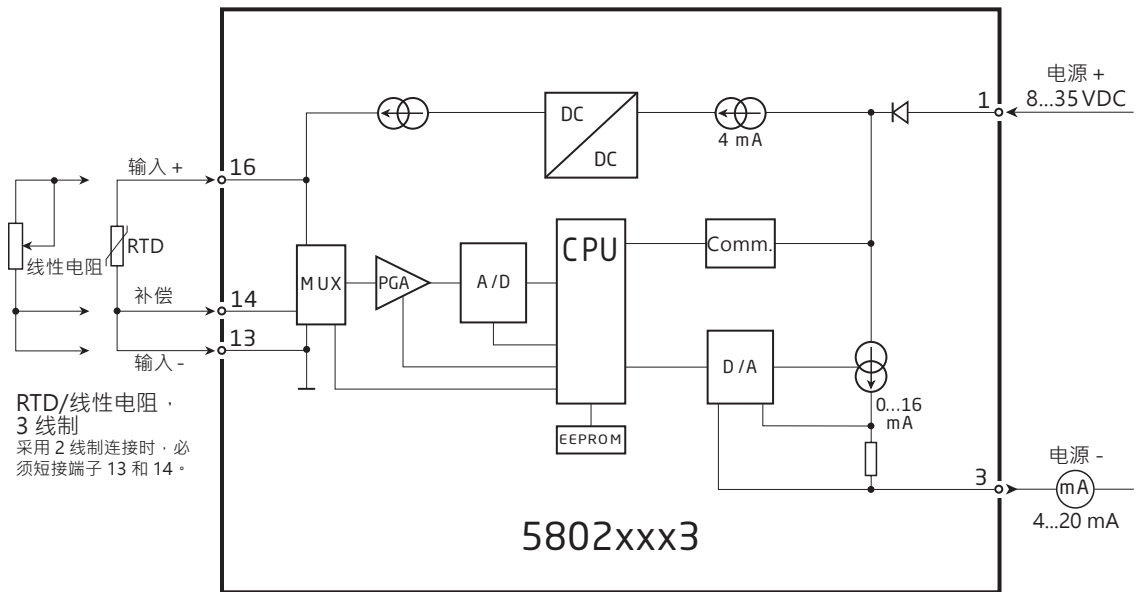 电源 +
8...35 VDC
1
DC
DC
4 mA
输入 +
16
RTD
线性电阻
CPU
Comm.
MUX
PGA
A/D
补偿
14
13
输入 -
D/A
0...16
mA
EEPROM
RTD/线性电阻，
3 线制
采用 2 线制连接时，必
须短接端子 13 和 14。
电源 -
3
mA
4...20 mA
5802xxx3